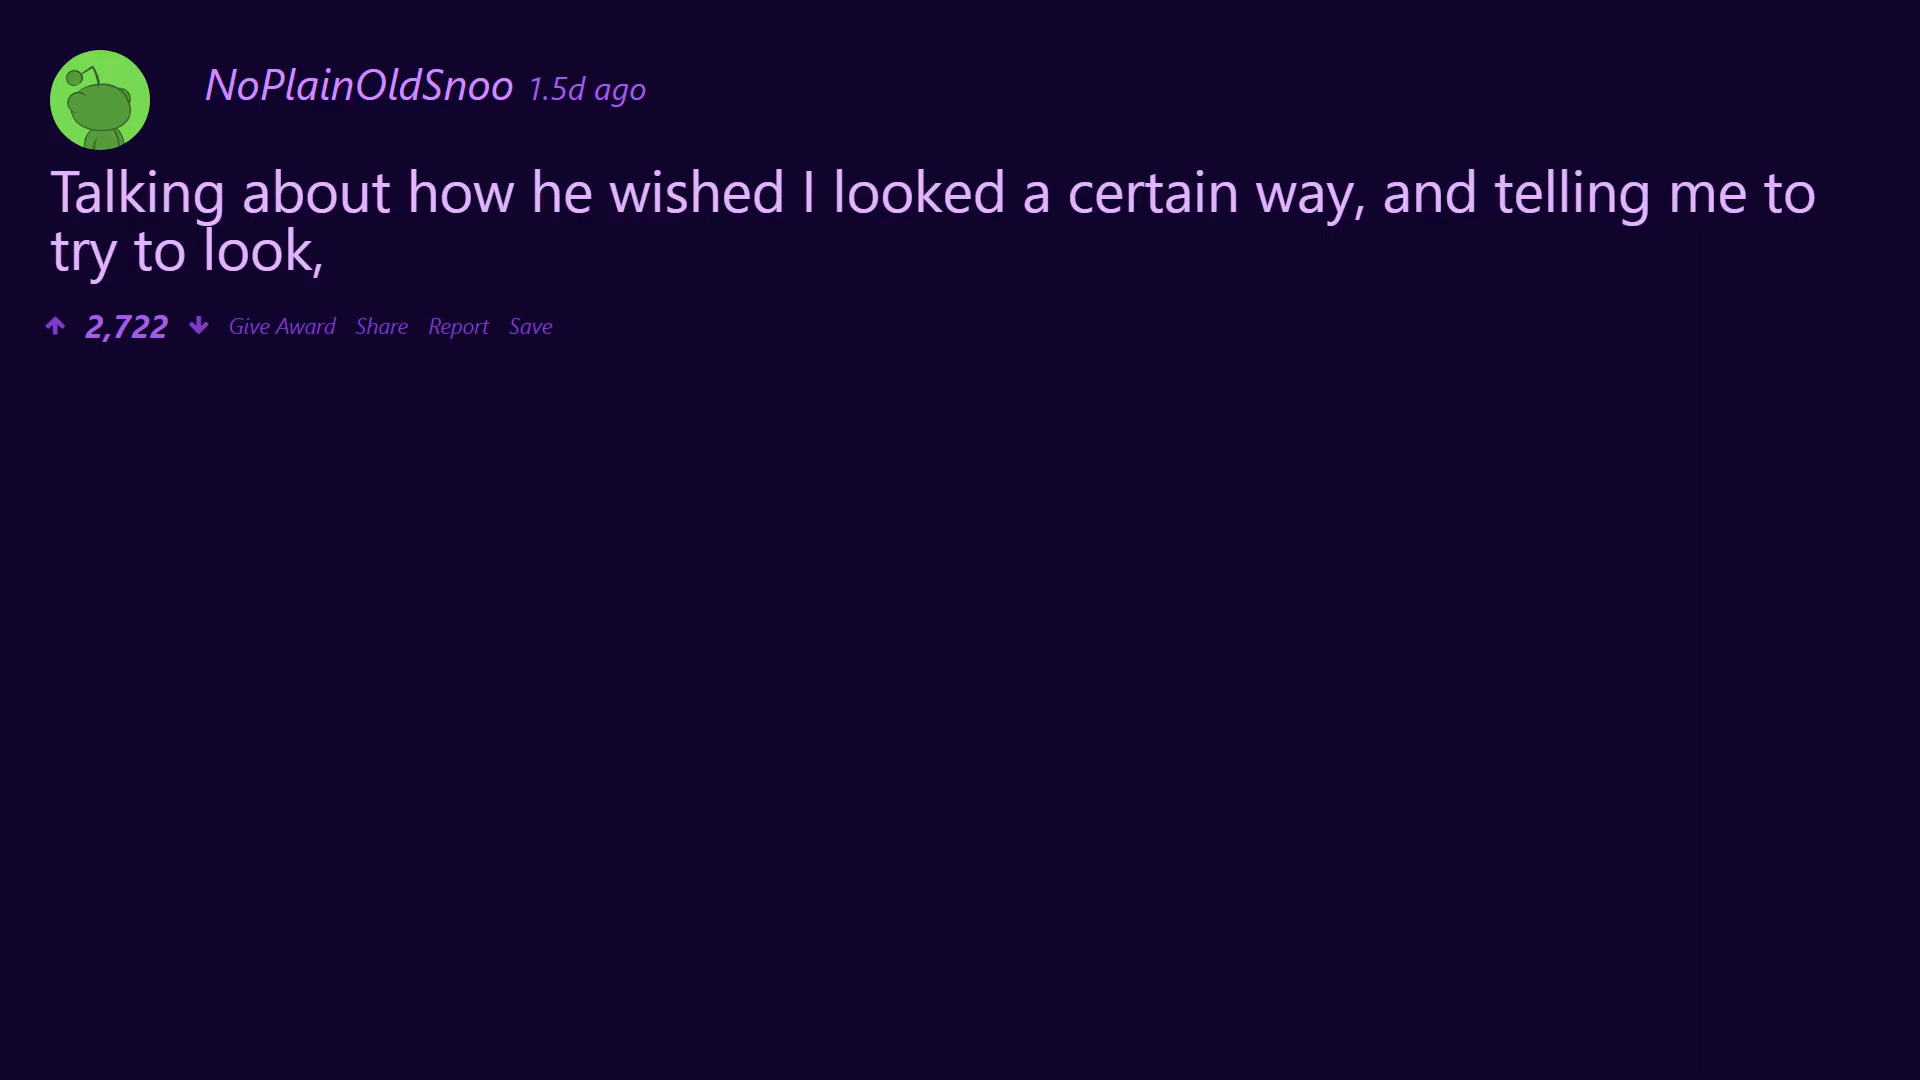 NoPlainOldSnoo 1.5d ago
Talking about how he wished I looked a certain way, and telling me to
try to look,
2,722 Give Award Share Report Save